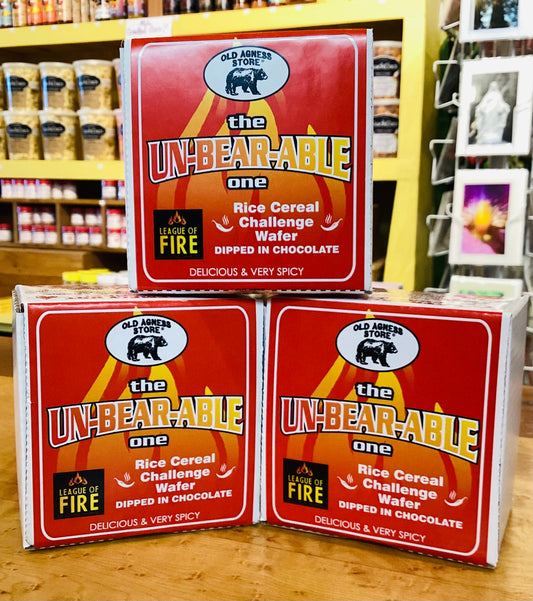 OLD AGNESS
STORE®
the
UN-BEAR-ABLE
one
LEAGUE OF
FIRE
Rice Cereal
Challenge
Wafer
DIPPED IN CHOCOLATE
DELICIOUS & VERY SPICY
OLD AGNESS
STORE®
the
UN-BEAR-ABLE
one
LEAGUE OF
FIRE
Rice Cereal
Challenge
Wafer
DIPPED IN CHOCOLATE
DELICIOUS & VERY SPICY
OLD AGNESS
STORE®
the
UN-BEAR-ABLE
one
LEAGUE OF
FIRE
Rice Cereal
Challenge
Wafer
DIPPED IN CHOCOLATE
DELICIOUS & VERY SPICY